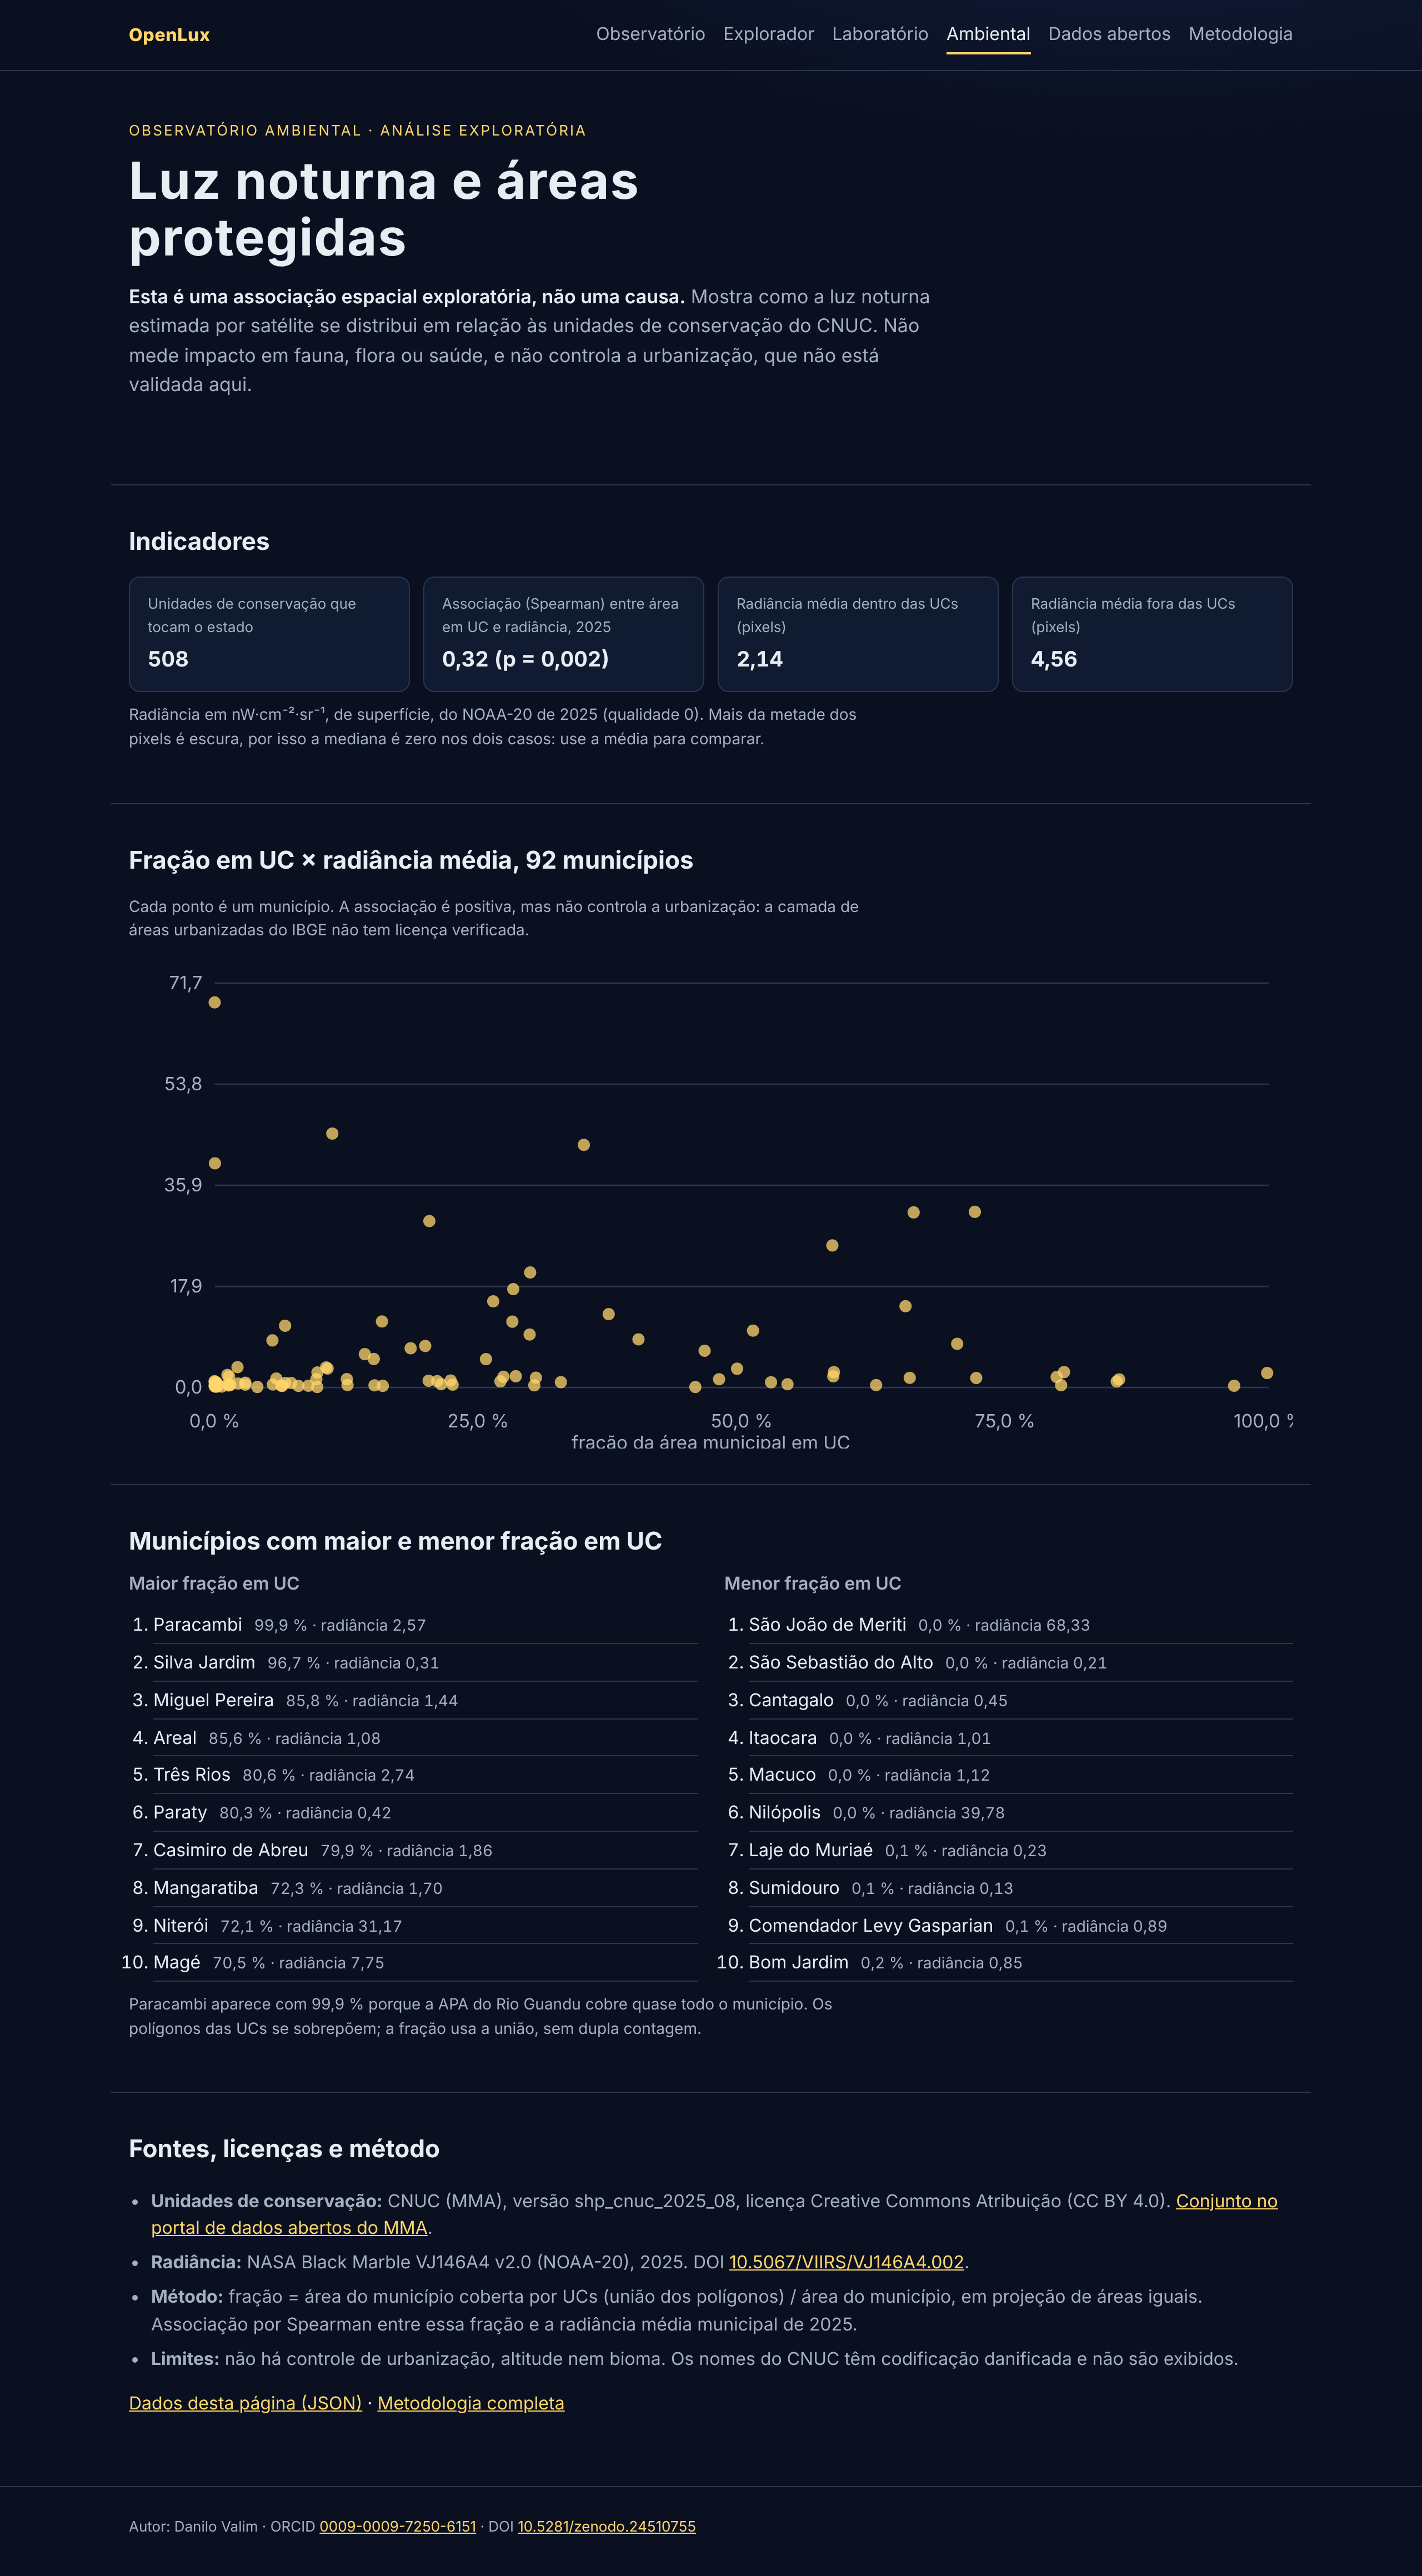 OpenLux
Observatório Explorador Laboratório Ambiental Dados abertos Metodologia
OBSERVATÓRIO AMBIENTAL · ANÁLISE EXPLORATÓRIA
Luz noturna e áreas
protegidas
Esta é uma associação espacial exploratória, não uma causa. Mostra como a luz noturna
estimada por satélite se distribui em relação às unidades de conservação do CNUC. Não
mede impacto em fauna, flora ou saúde, e não controla a urbanização, que não está
validada aqui.
Indicadores
Unidades de conservação que
tocam o estado
508
Associação (Spearman) entre área
em UC e radiância, 2025
0,32 (p = 0,002)
Radiância média dentro das UCs
(pixels)
2,14
Radiância média fora das UCs
(pixels)
4,56
Radiância em nW·cm⁻²·sr⁻¹, de superfície, do NOAA-20 de 2025 (qualidade 0). Mais da metade dos
pixels é escura, por isso a mediana é zero nos dois casos: use a média para comparar.
Fração em UC × radiância média, 92 municípios
Cada ponto é um município. A associação é positiva, mas não controla a urbanização: a camada de
áreas urbanizadas do IBGE não tem licença verificada.
71,7
53,8
35,9
17,9
0,0
0,0 % 25,0 % 50,0 % 75,0 % 100,0 %
fração da área municipal em UC
Municípios com maior e menor fração em UC
Maior fração em UC
1. Paracambi 99,9 % · radiância 2,57
2. Silva Jardim 96,7 % · radiância 0,31
3. Miguel Pereira 85,8 % · radiância 1,44
4. Areal 85,6 % · radiância 1,08
5. Três Rios 80,6 % · radiância 2,74
6. Paraty 80,3 % · radiância 0,42
7. Casimiro de Abreu 79,9 % · radiância 1,86
8. Mangaratiba 72,3 % · radiância 1,70
9. Niterói 72,1 % · radiância 31,17
10. Magé 70,5 % · radiância 7,75
Menor fração em UC
1. São João de Meriti 0,0 % · radiância 68,33
2. São Sebastião do Alto 0,0 % · radiância 0,21
3. Cantagalo 0,0 % · radiância 0,45
4. Itaocara 0,0 % · radiância 1,01
5. Macuco 0,0 % · radiância 1,12
6. Nilópolis 0,0 % · radiância 39,78
7. Laje do Muriaé 0,1 % · radiância 0,23
8. Sumidouro 0,1 % · radiância 0,13
9. Comendador Levy Gasparian 0,1 % · radiância 0,89
10. Bom Jardim 0,2 % · radiância 0,85
Paracambi aparece com 99,9 % porque a APA do Rio Guandu cobre quase todo o município. Os
polígonos das UCs se sobrepõem; a fração usa a união, sem dupla contagem.
Fontes, licenças e método
• Unidades de conservação: CNUC (MMA), versão shp_cnuc_2025_08, licença Creative Commons Atribuição (CC BY 4.0). Conjunto no
portal de dados abertos do MMA.
• Radiância: NASA Black Marble VJ146A4 v2.0 (NOAA-20), 2025. DOI 10.5067/VIIRS/VJ146A4.002.
• Método: fração = área do município coberta por UCs (união dos polígonos) / área do município, em projeção de áreas iguais.
Associação por Spearman entre essa fração e a radiância média municipal de 2025.
• Limites: não há controle de urbanização, altitude nem bioma. Os nomes do CNUC têm codificação danificada e não são exibidos.
Dados desta página (JSON) · Metodologia completa
Autor: Danilo Valim · ORCID 0009-0009-7250-6151 · DOI 10.5281/zenodo.24510755